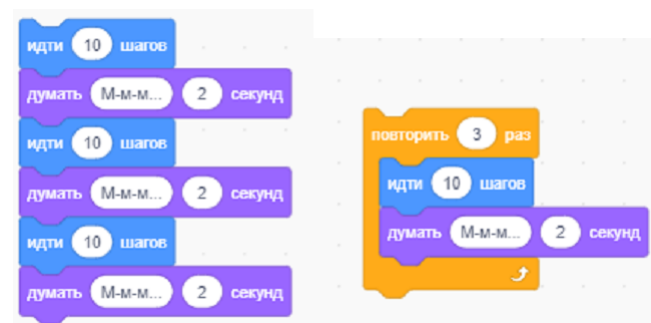 идти 10 шагов
думать М-м-м... 2 секунд
идти 10 шагов
думать М-м-м... 2 секунд
идти 10 шагов
думать М-м-м... 2 секунд
повторить 3 раз
идти 10 шагов
думать М-м-м... 2 секунд